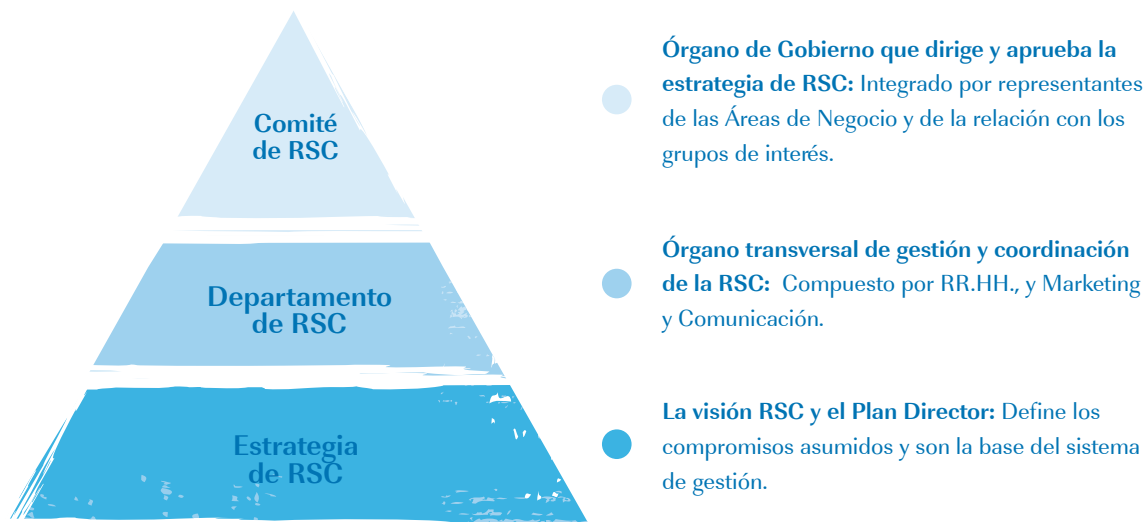 Comité
de RSC
Órgano de Gobierno que dirige y aprueba la
estrategia de RSC: Integrado por representantes
de las Áreas de Negocio y de la relación con los
grupos de interés.
Departamento
de RSC
Órgano transversal de gestión y coordinación
de la RSC: Compuesto por RR.HH., y Marketing
y Comunicación.
Estrategia
de RSC
La visión RSC y el Plan Director: Define los
compromisos asumidos y son la base del sistema
de gestión.